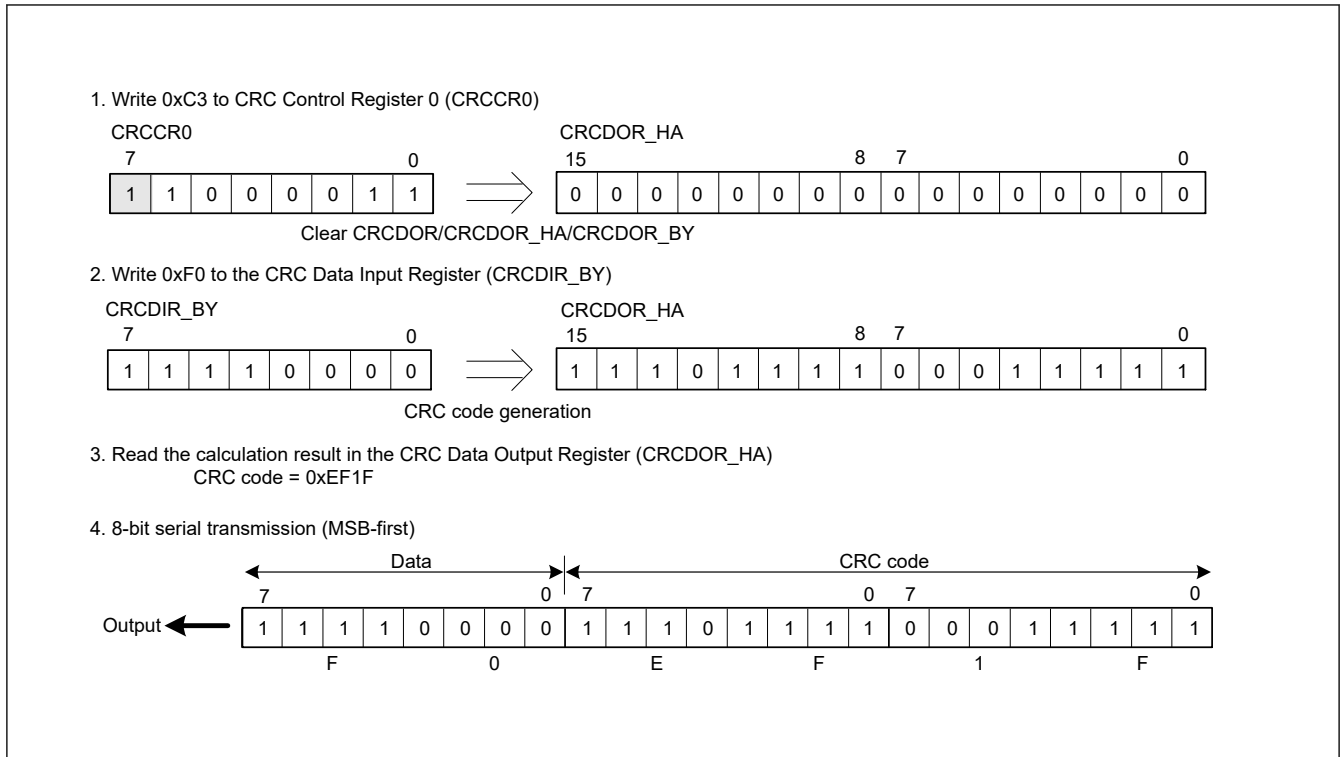 1. Write 0xC3 to CRC Control Register 0 (CRCCR0)
CRCCR0 CRCDOR_HA
7 0 15 8 7 0
1 1 0 0 0 0 1 1 0 0 0 0 0 0 0 0 0 0 0 0 0 0 0 0
Clear CRCDOR/CRCDOR_HA/CRCDOR_BY
2. Write 0xF0 to the CRC Data Input Register (CRCDIR_BY)
CRCDIR_BY CRCDOR_HA
7 0 15 8 7 0
1 1 1 1 0 0 0 0 1 1 1 0 1 1 1 1 0 0 0 1 1 1 1 1
CRC code generation
3. Read the calculation result in the CRC Data Output Register (CRCDOR_HA)
CRC code = 0xEF1F
4. 8-bit serial transmission (MSB-first)
Data CRC code
7 0 7 0 7 0
Output 1 1 1 1 0 0 0 0 1 1 1 0 1 1 1 1 0 0 0 1 1 1 1 1
F 0 E F 1 F